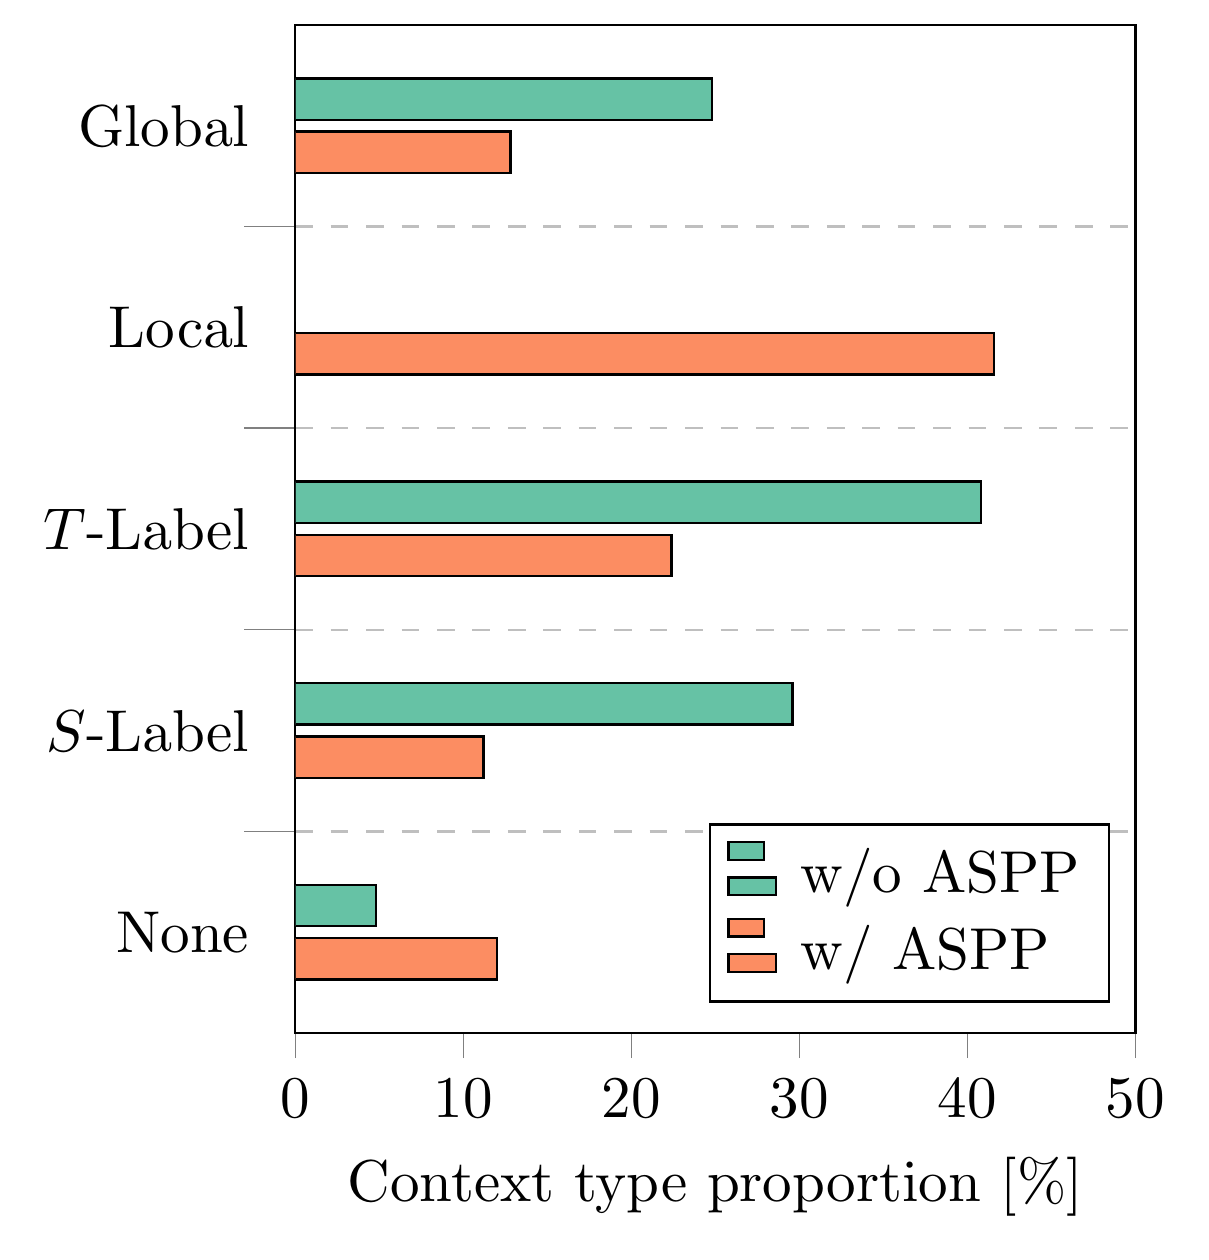 Global
Local
T-Label
S-Label
None
w/o ASPP
w/ ASPP
0 10 20 30 40 50
Context type proportion [%]